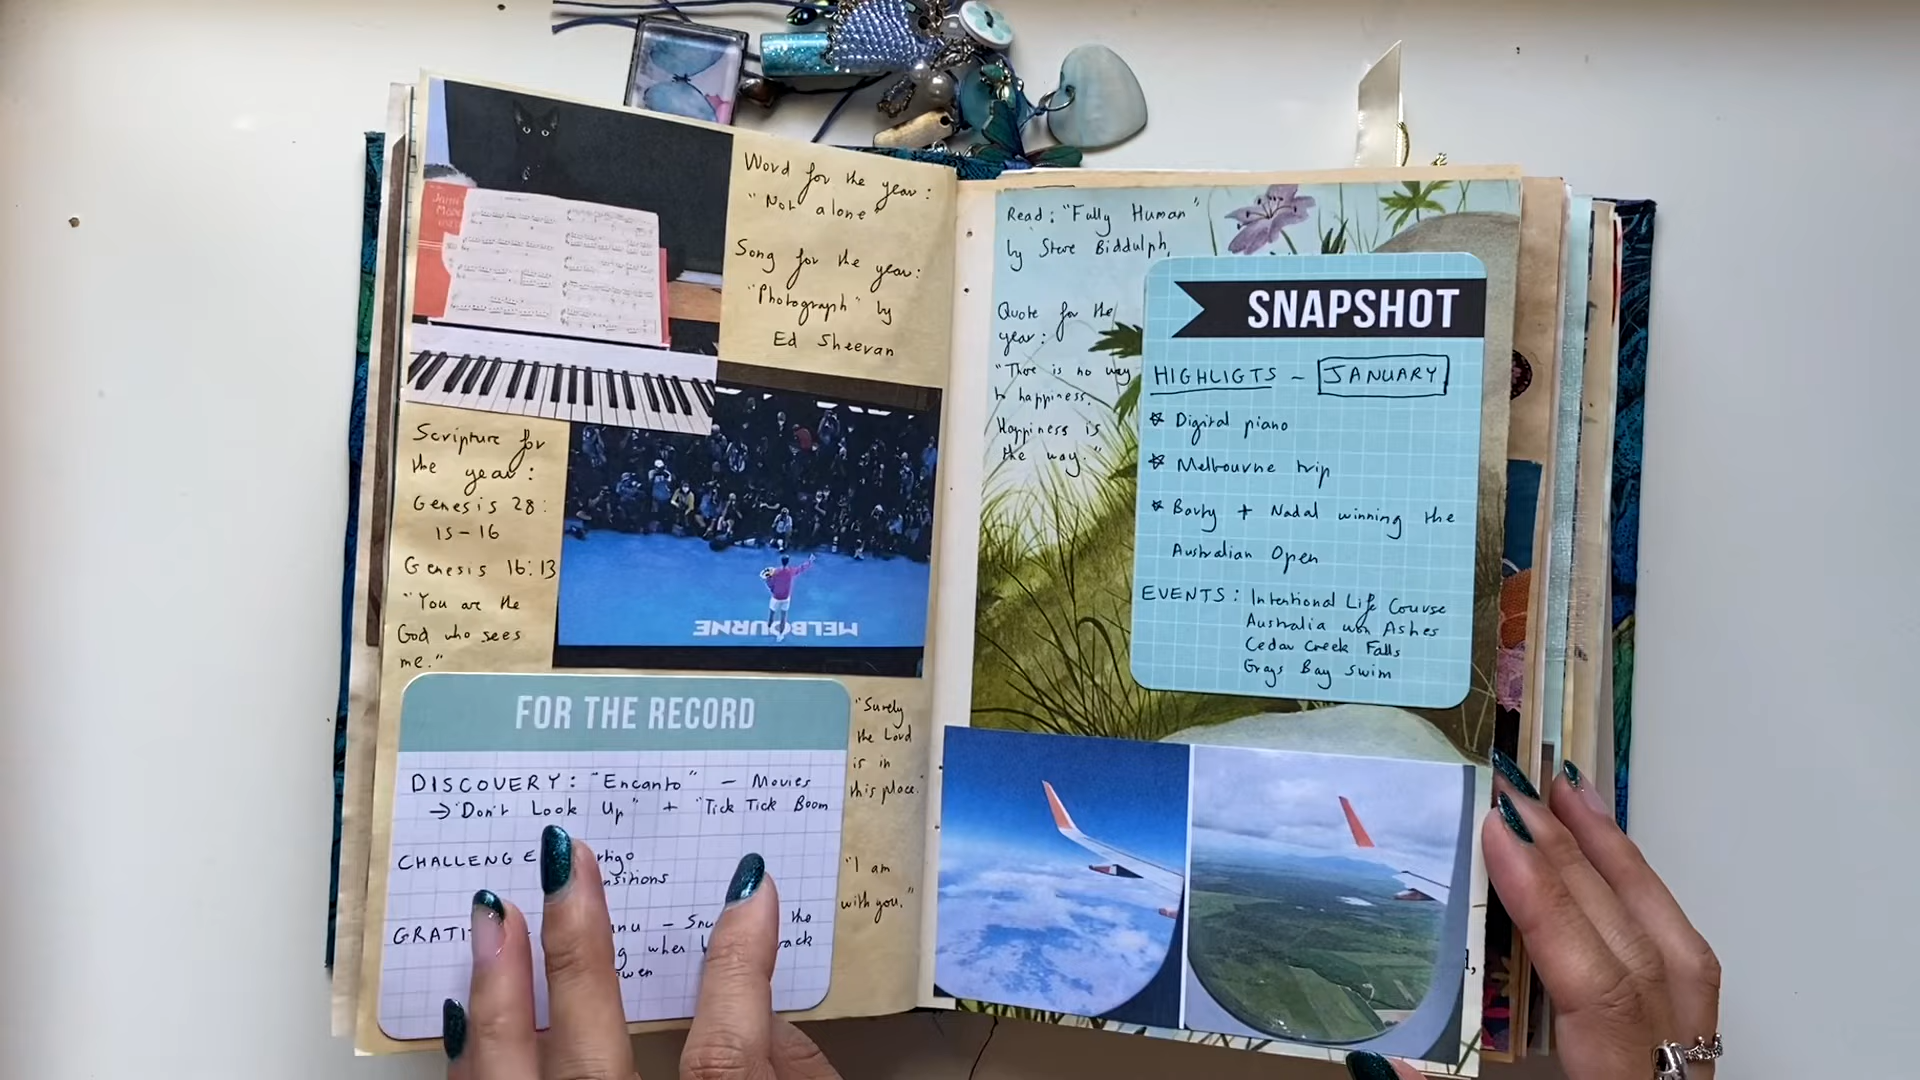 Word for the year:
"Not alone"
Song for the year:
"Photograph" by
Ed Sheeran
Scripture for
the year:
Genesis 28:
15-16
Genesis 16:13
"You are the
God who sees
me."
MELBOURNE
FOR THE RECORD
DISCOVERY: "Encanto" - Movies
→ "Don't Look Up" + "Tick Tick Boom
CHALLENGE
GRATI
when
"Surely
the Lord
is in
this place."
"I am
with you."
Read: "Fully Human"
by Steve Biddulph,
Quote for the
year:
"There is no way
to happiness.
Happiness is
the way."
SNAPSHOT
HIGHLIGTS - JANUARY
☆ Digital piano
☆ Melbourne trip
☆ Barty + Nadal winning the
Australian Open
EVENTS: Intentional Life Course
Australia won Ashes
Cedar Creek Falls
Grays Bay swim